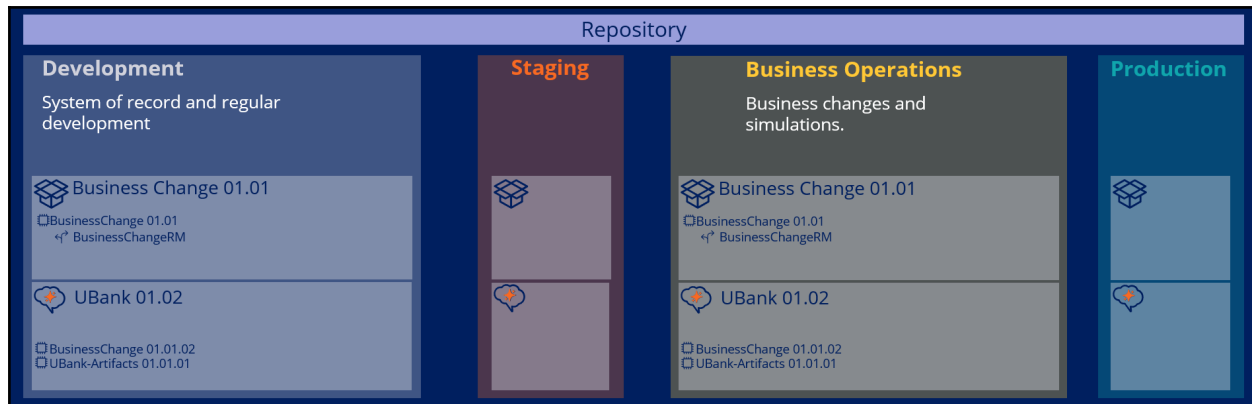 Repository
Development
System of record and regular
development
Business Change 01.01
BusinessChange 01.01
BusinessChangeRM
UBank 01.02
BusinessChange 01.01.02
UBank-Artifacts 01.01.01
Staging
Business Operations
Business changes and
simulations.
Business Change 01.01
BusinessChange 01.01
BusinessChangeRM
UBank 01.02
BusinessChange 01.01.02
UBank-Artifacts 01.01.01
Production